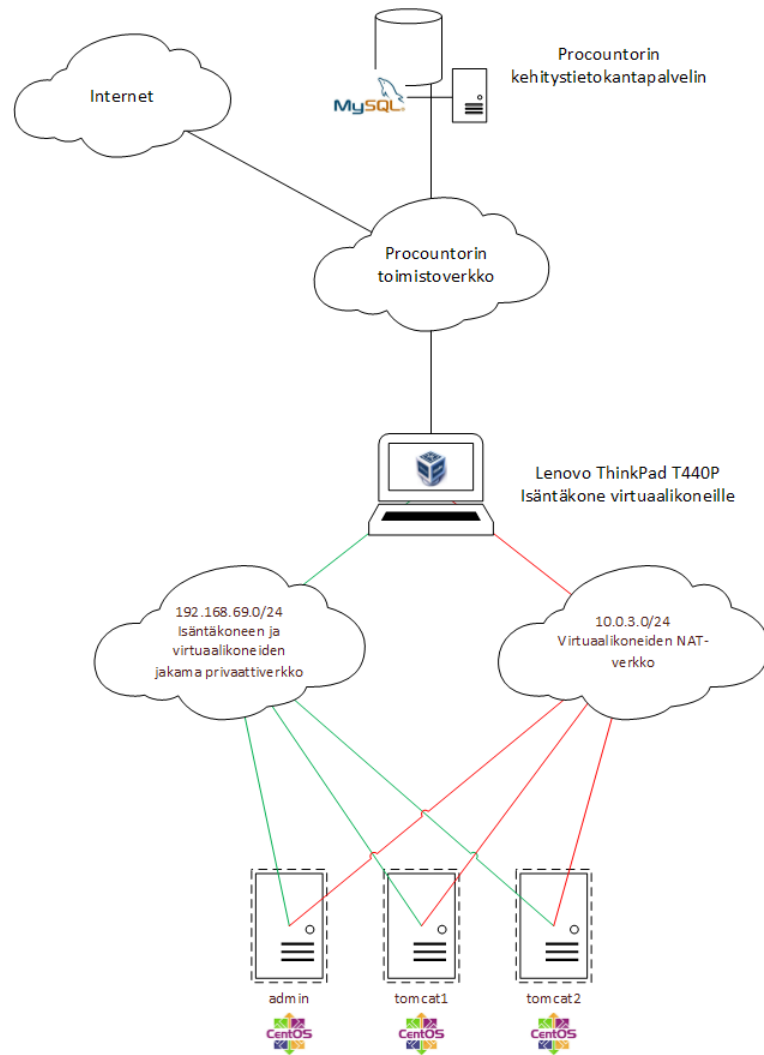 Procountorin
kehitystietokantapalvelin
Internet
MySQL
Procountorin
toimistoverkko
Lenovo ThinkPad T440P
Isäntäkone virtuaalikoneille
192.168.69.0/24
Isäntäkoneen ja
virtuaalikoneiden
jakama privaattiverkko
10.0.3.0/24
Virtuaalikoneiden NAT-
verkko
admin
tomcat1
tomcat2
CentOS
CentOS
CentOS